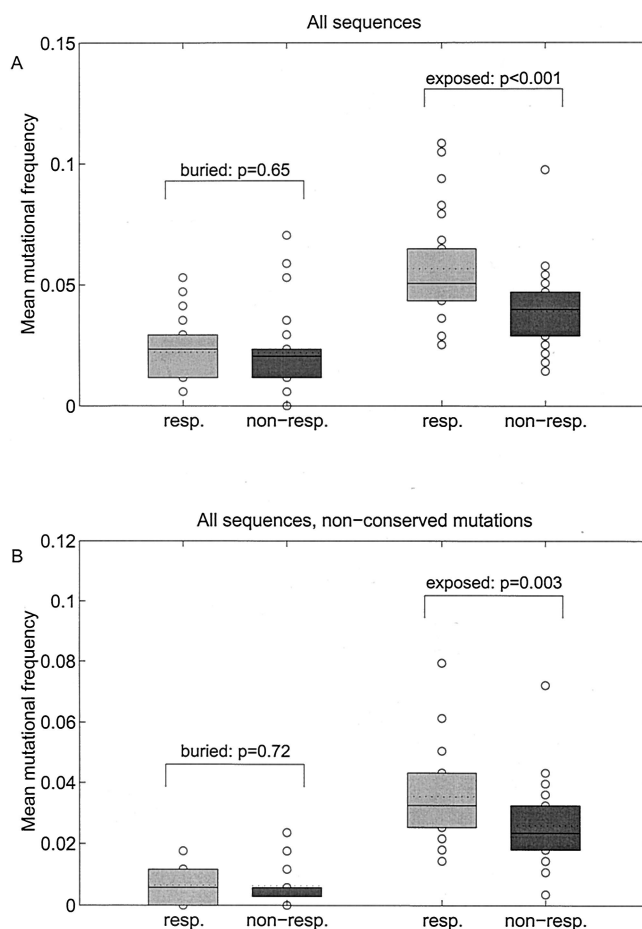 All sequences
A
0.15
0.1
0.05
0
Mean mutational frequency
exposed: p<0.001
buried: p=0.65
resp.
non-resp.
resp.
non-resp.
All sequences, non-conserved mutations
B
0.12
0.1
0.08
0.06
0.04
0.02
0
Mean mutational frequency
exposed: p=0.003
buried: p=0.72
resp.
non-resp.
resp.
non-resp.